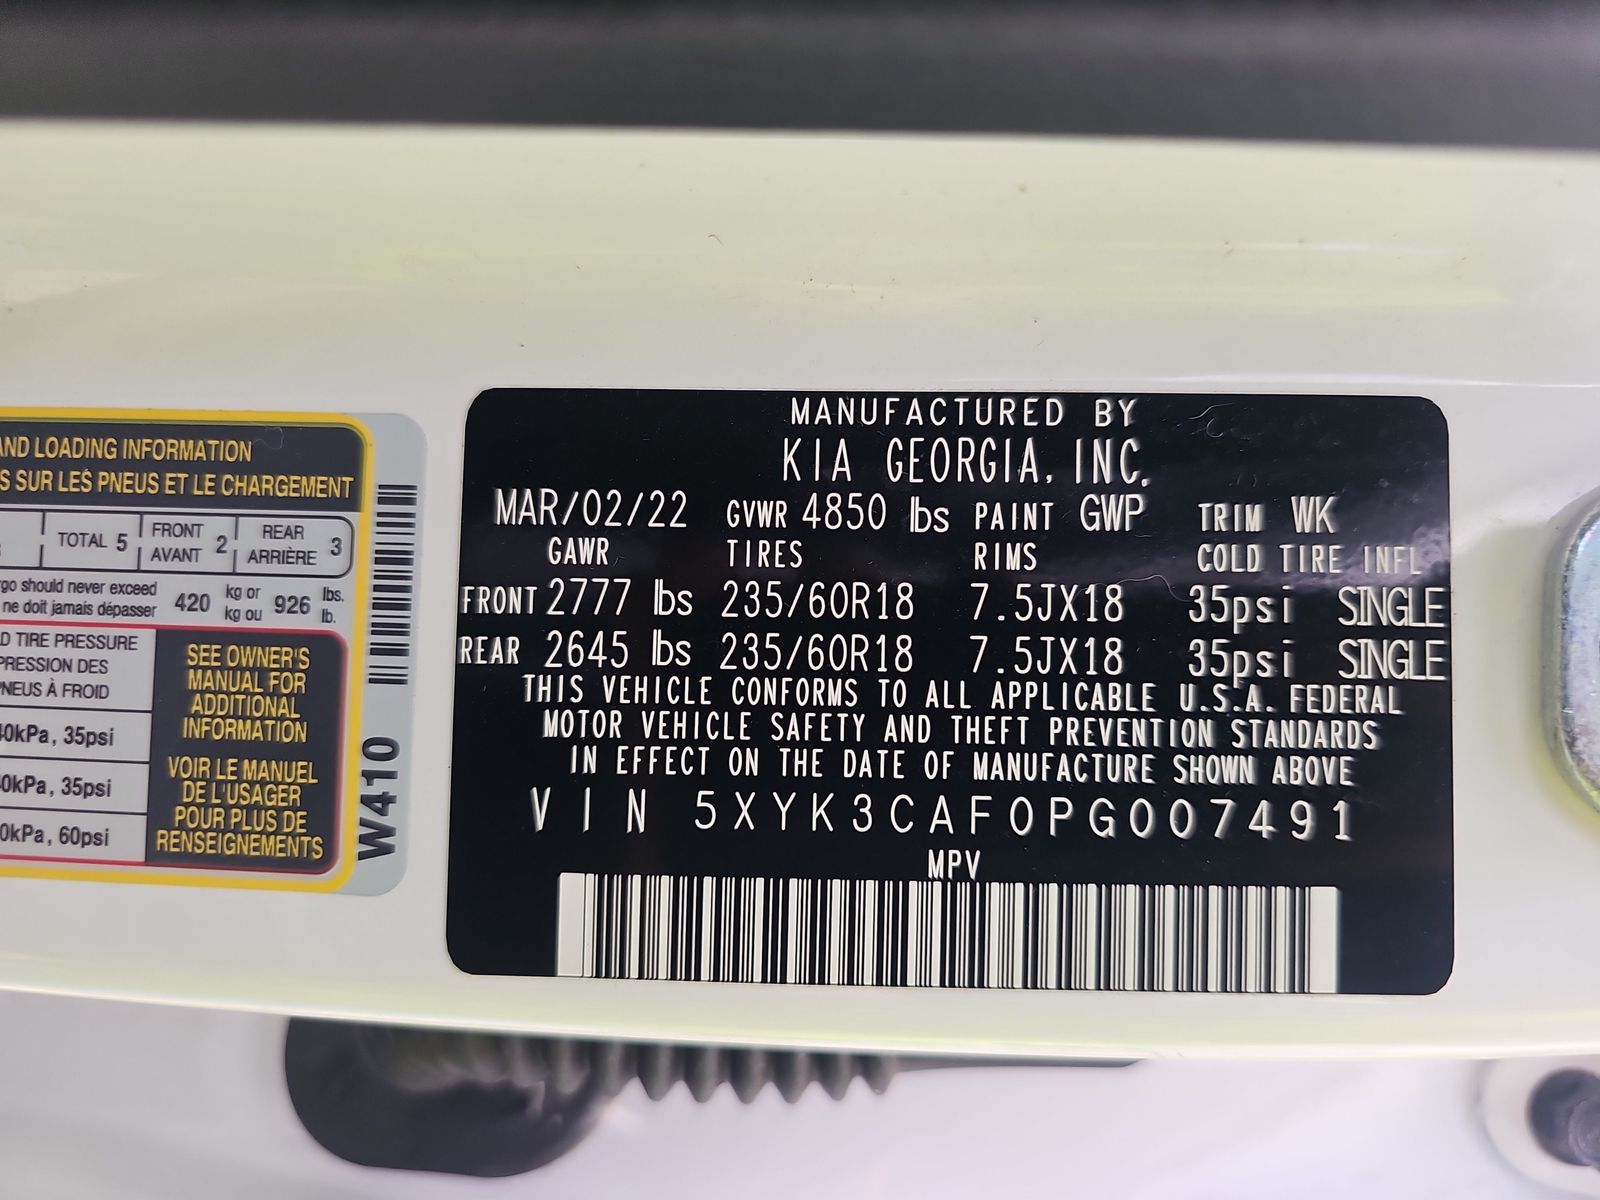 AND LOADING INFORMATION
S SUR LES PNEUS ET LE CHARGEMENT
TOTAL 5
FRONT
AVANT 2
REAR
ARRIÈRE 3
should never exceed
ne doit jamais dépasser
420 kg or
kg ou
926 lbs.
lb.
TIRE PRESSURE
PRESSION DES
PNEUS À FROID
0kPa, 35psi
0kPa, 35psi
0kPa, 60psi
SEE OWNER'S
MANUAL FOR
ADDITIONAL
INFORMATION
VOIR LE MANUEL
DE L'USAGER
POUR PLUS DE
RENSEIGNEMENTS
W410
MANUFACTURED BY
KIA GEORGIA, INC.
MAR/02/22 GVWR 4850 lbs PAINT GWP TRIM WK
GAWR TIRES RIMS COLD TIRE INFL
FRONT 2777 lbs 235/60R18 7.5JX18 35psi SINGLE
REAR 2645 lbs 235/60R18 7.5JX18 35psi SINGLE
THIS VEHICLE CONFORMS TO ALL APPLICABLE U.S.A. FEDERAL
MOTOR VEHICLE SAFETY AND THEFT PREVENTION STANDARDS
IN EFFECT ON THE DATE OF MANUFACTURE SHOWN ABOVE
VIN 5XYK3CAF0PG007491
MPV